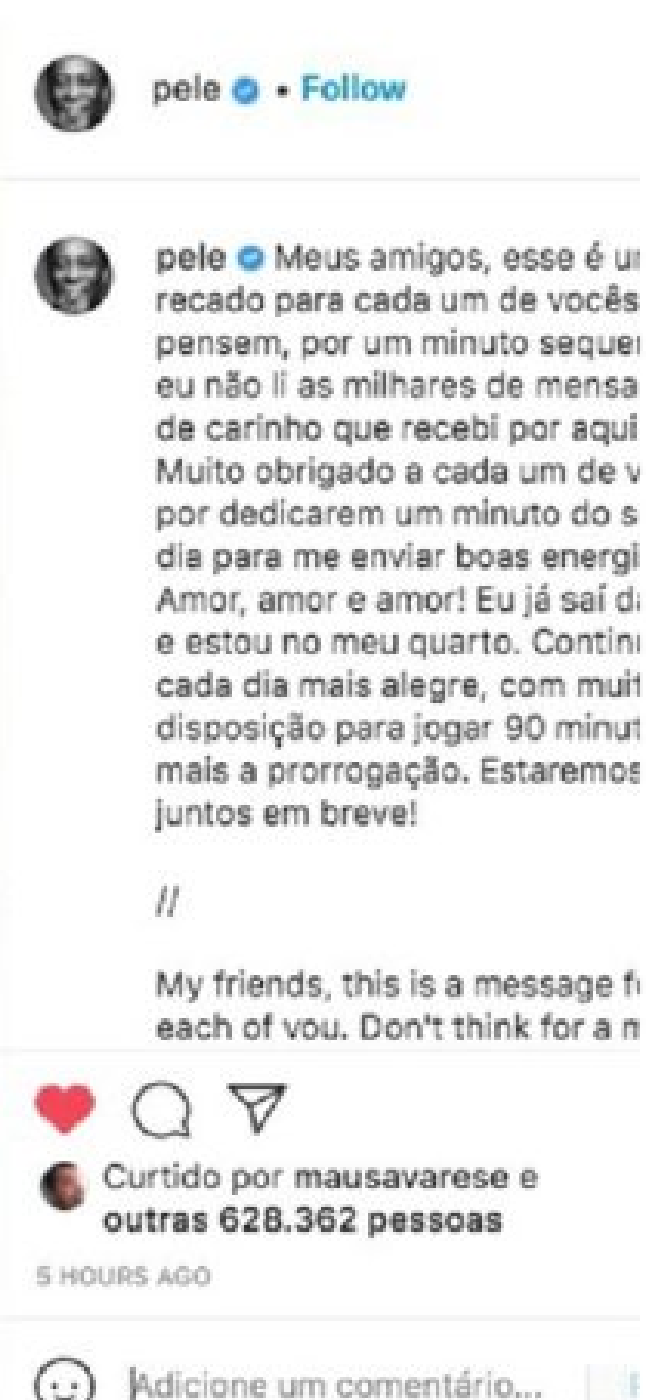 pele • Follow
pele Meus amigos, esse é
recado para cada um de vocês
pensem, por um minuto
eu não li as milhares de
de carinho que recebi por aqui
Muito obrigado a cada um de
por dedicarem um minuto do
dia para me enviar boas
Amor, amor e amor! Eu já saí
e estou no meu quarto.
cada dia mais alegre, com
disposição para jogar 90
mais a prorrogação. Estaremos
juntos em breve!
//
My friends, this is a message
each of you. Don't think for a
Curtido por mausavarese e
outras 628.362 pessoas
5 HOURS AGO
Adicione um comentário...